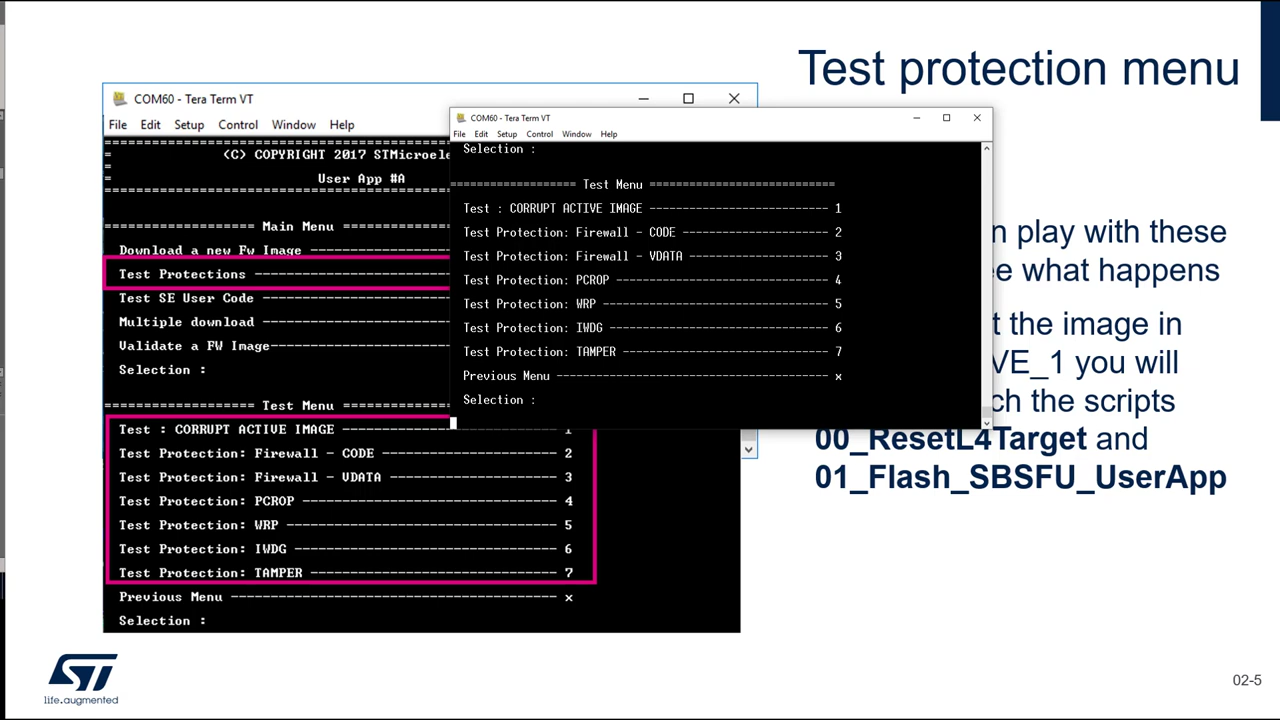 Test protection menu
COM60 - Tera Term VT
File Edit Setup Control Window Help
================================================
= (C) COPYRIGHT 2017 STMicroele
=
= User App #A
================================================
=================== Main Menu
Download a new Fw Image ------------------
Test Protections -------------------------
Test SE User Code ------------------------
Multiple download ------------------------
Validate a FW Image-----------------------
Selection :
=================== Test Menu
Test : CORRUPT ACTIVE IMAGE --------------------------- 1
Test Protection: Firewall - CODE ---------------------- 2
Test Protection: Firewall - VDATA --------------------- 3
Test Protection: PCROP -------------------------------- 4
Test Protection: WRP ---------------------------------- 5
Test Protection: IWDG --------------------------------- 6
Test Protection: TAMPER ------------------------------- 7
Previous Menu ----------------------------------------- x
Selection :
COM60 - Tera Term VT
File Edit Setup Control Window Help
Selection :
=================== Test Menu ============================
Test : CORRUPT ACTIVE IMAGE --------------------------- 1
Test Protection: Firewall - CODE ---------------------- 2
Test Protection: Firewall - VDATA --------------------- 3
Test Protection: PCROP -------------------------------- 4
Test Protection: WRP ---------------------------------- 5
Test Protection: IWDG --------------------------------- 6
Test Protection: TAMPER ------------------------------- 7
Previous Menu ----------------------------------------- x
Selection :
n play with these
e what happens
t the image in
VE_1 you will
ch the scripts
00_ResetL4Target and
01_Flash_SBSFU_UserApp
ST
life.augmented
02-5